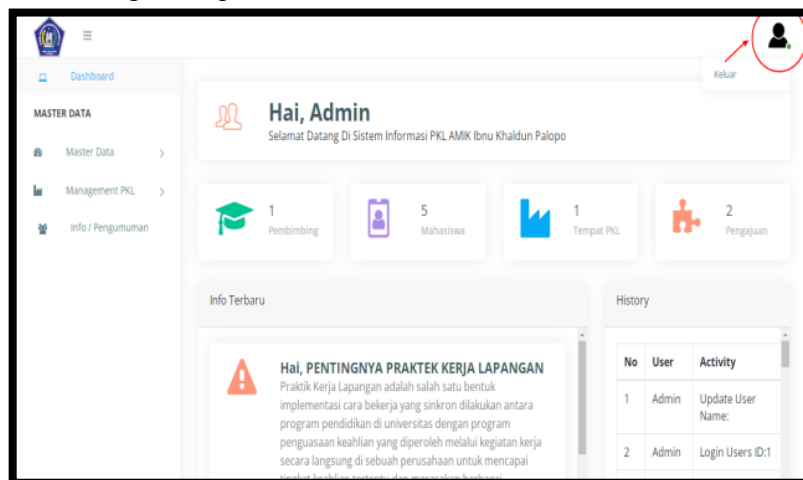 Keluar
Dashboard
MASTER DATA
Master Data
Management PKL
Info / Pengumuman
Hai, Admin
Selamat Datang Di Sistem Informasi PKL AMIK Ibnu Khaldun Palopo
1
Pembimbing
5
Mahasiswa
1
Tempat PKL
2
Pengajuan
Info Terbaru
Hai, PENTINGNYA PRAKTEK KERJA LAPANGAN
Praktik Kerja Lapangan adalah salah satu bentuk
implementasi cara bekerja yang sinkron dilakukan antara
program pendidikan di universitas dengan program
penguasaan keahlian yang diperoleh melalui kegiatan kerja
secara langsung di sebuah perusahaan untuk mencapai
History
No User Activity
1 Admin Update User
Name:
2 Admin Login Users ID:1